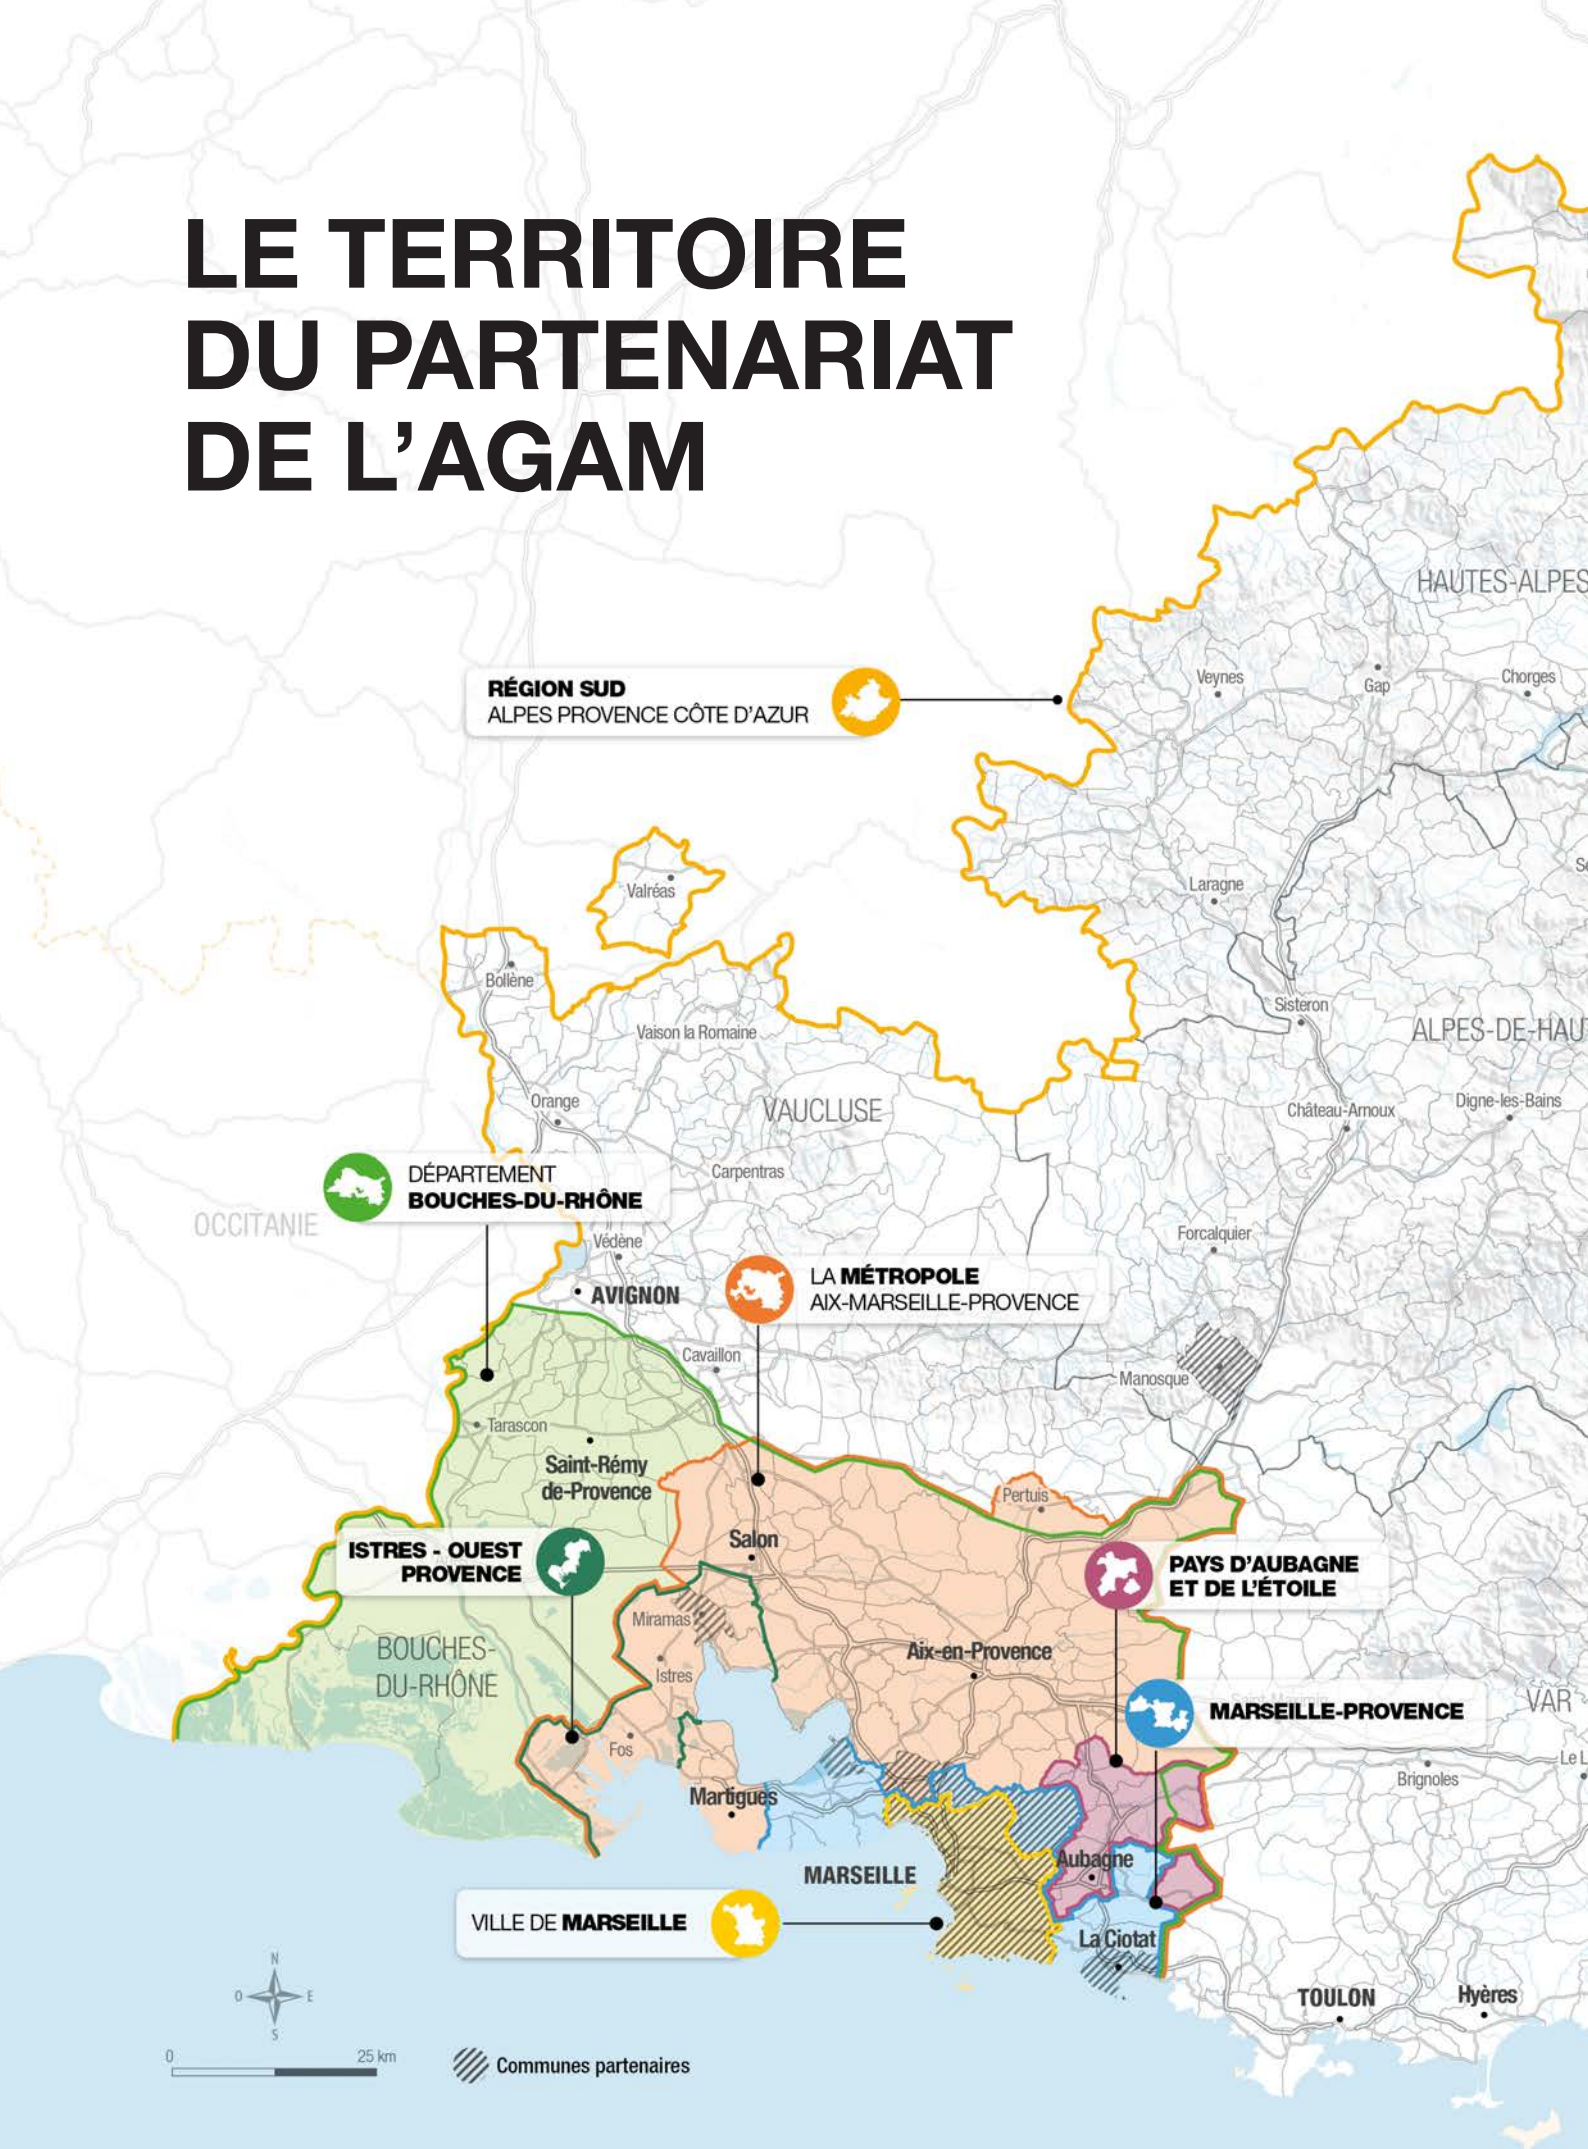 LE TERRITOIRE
DU PARTENARIAT
DE L’AGAM
HAUTES-ALPES
Veynes
Gap
Chorges
RÉGION SUD
ALPES PROVENCE CÔTE D’AZUR
Valréas
Laragne
Bollène
Sisteron
Vaison la Romaine
ALPES-DE-HAU
Orange
VAUCLUSE
Château-Arnoux
Digne-les-Bains
DÉPARTEMENT
BOUCHES-DU-RHÔNE
Carpentras
OCCITANIE
Védène
Forcalquier
AVIGNON
LA MÉTROPOLE
AIX-MARSEILLE-PROVENCE
Cavaillon
Manosque
Tarascon
Saint-Rémy
de-Provence
Pertuis
Salon
ISTRES - OUEST
PROVENCE
PAYS D’AUBAGNE
ET DE L’ÉTOILE
Miramas
BOUCHES-
DU-RHÔNE
Aix-en-Provence
Istres
MARSEILLE-PROVENCE
VAR
Fos
Le L
Brignoles
Martigues
Aubagne
MARSEILLE
VILLE DE MARSEILLE
La Ciotat
N
O
E
S
TOULON
Hyères
0
25 km
Communes partenaires